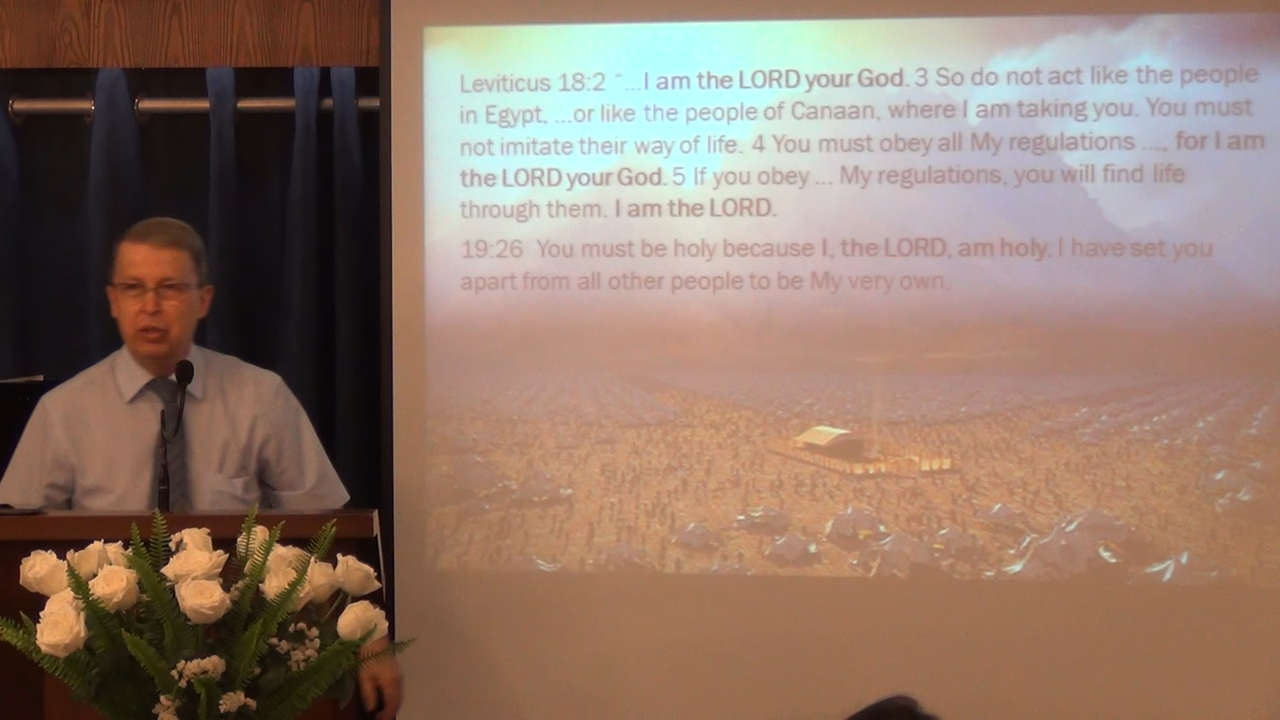 Leviticus 18:2 “...I am the LORD your God. 3 So do not act like the people
in Egypt, ...or like the people of Canaan, where I am taking you. You must
not imitate their way of life. 4 You must obey all My regulations ..., for I am
the LORD your God. 5 If you obey ... My regulations, you will find life
through them. I am the LORD.
19:26 You must be holy because I, the LORD, am holy. I have set you
apart from all other people to be My very own.